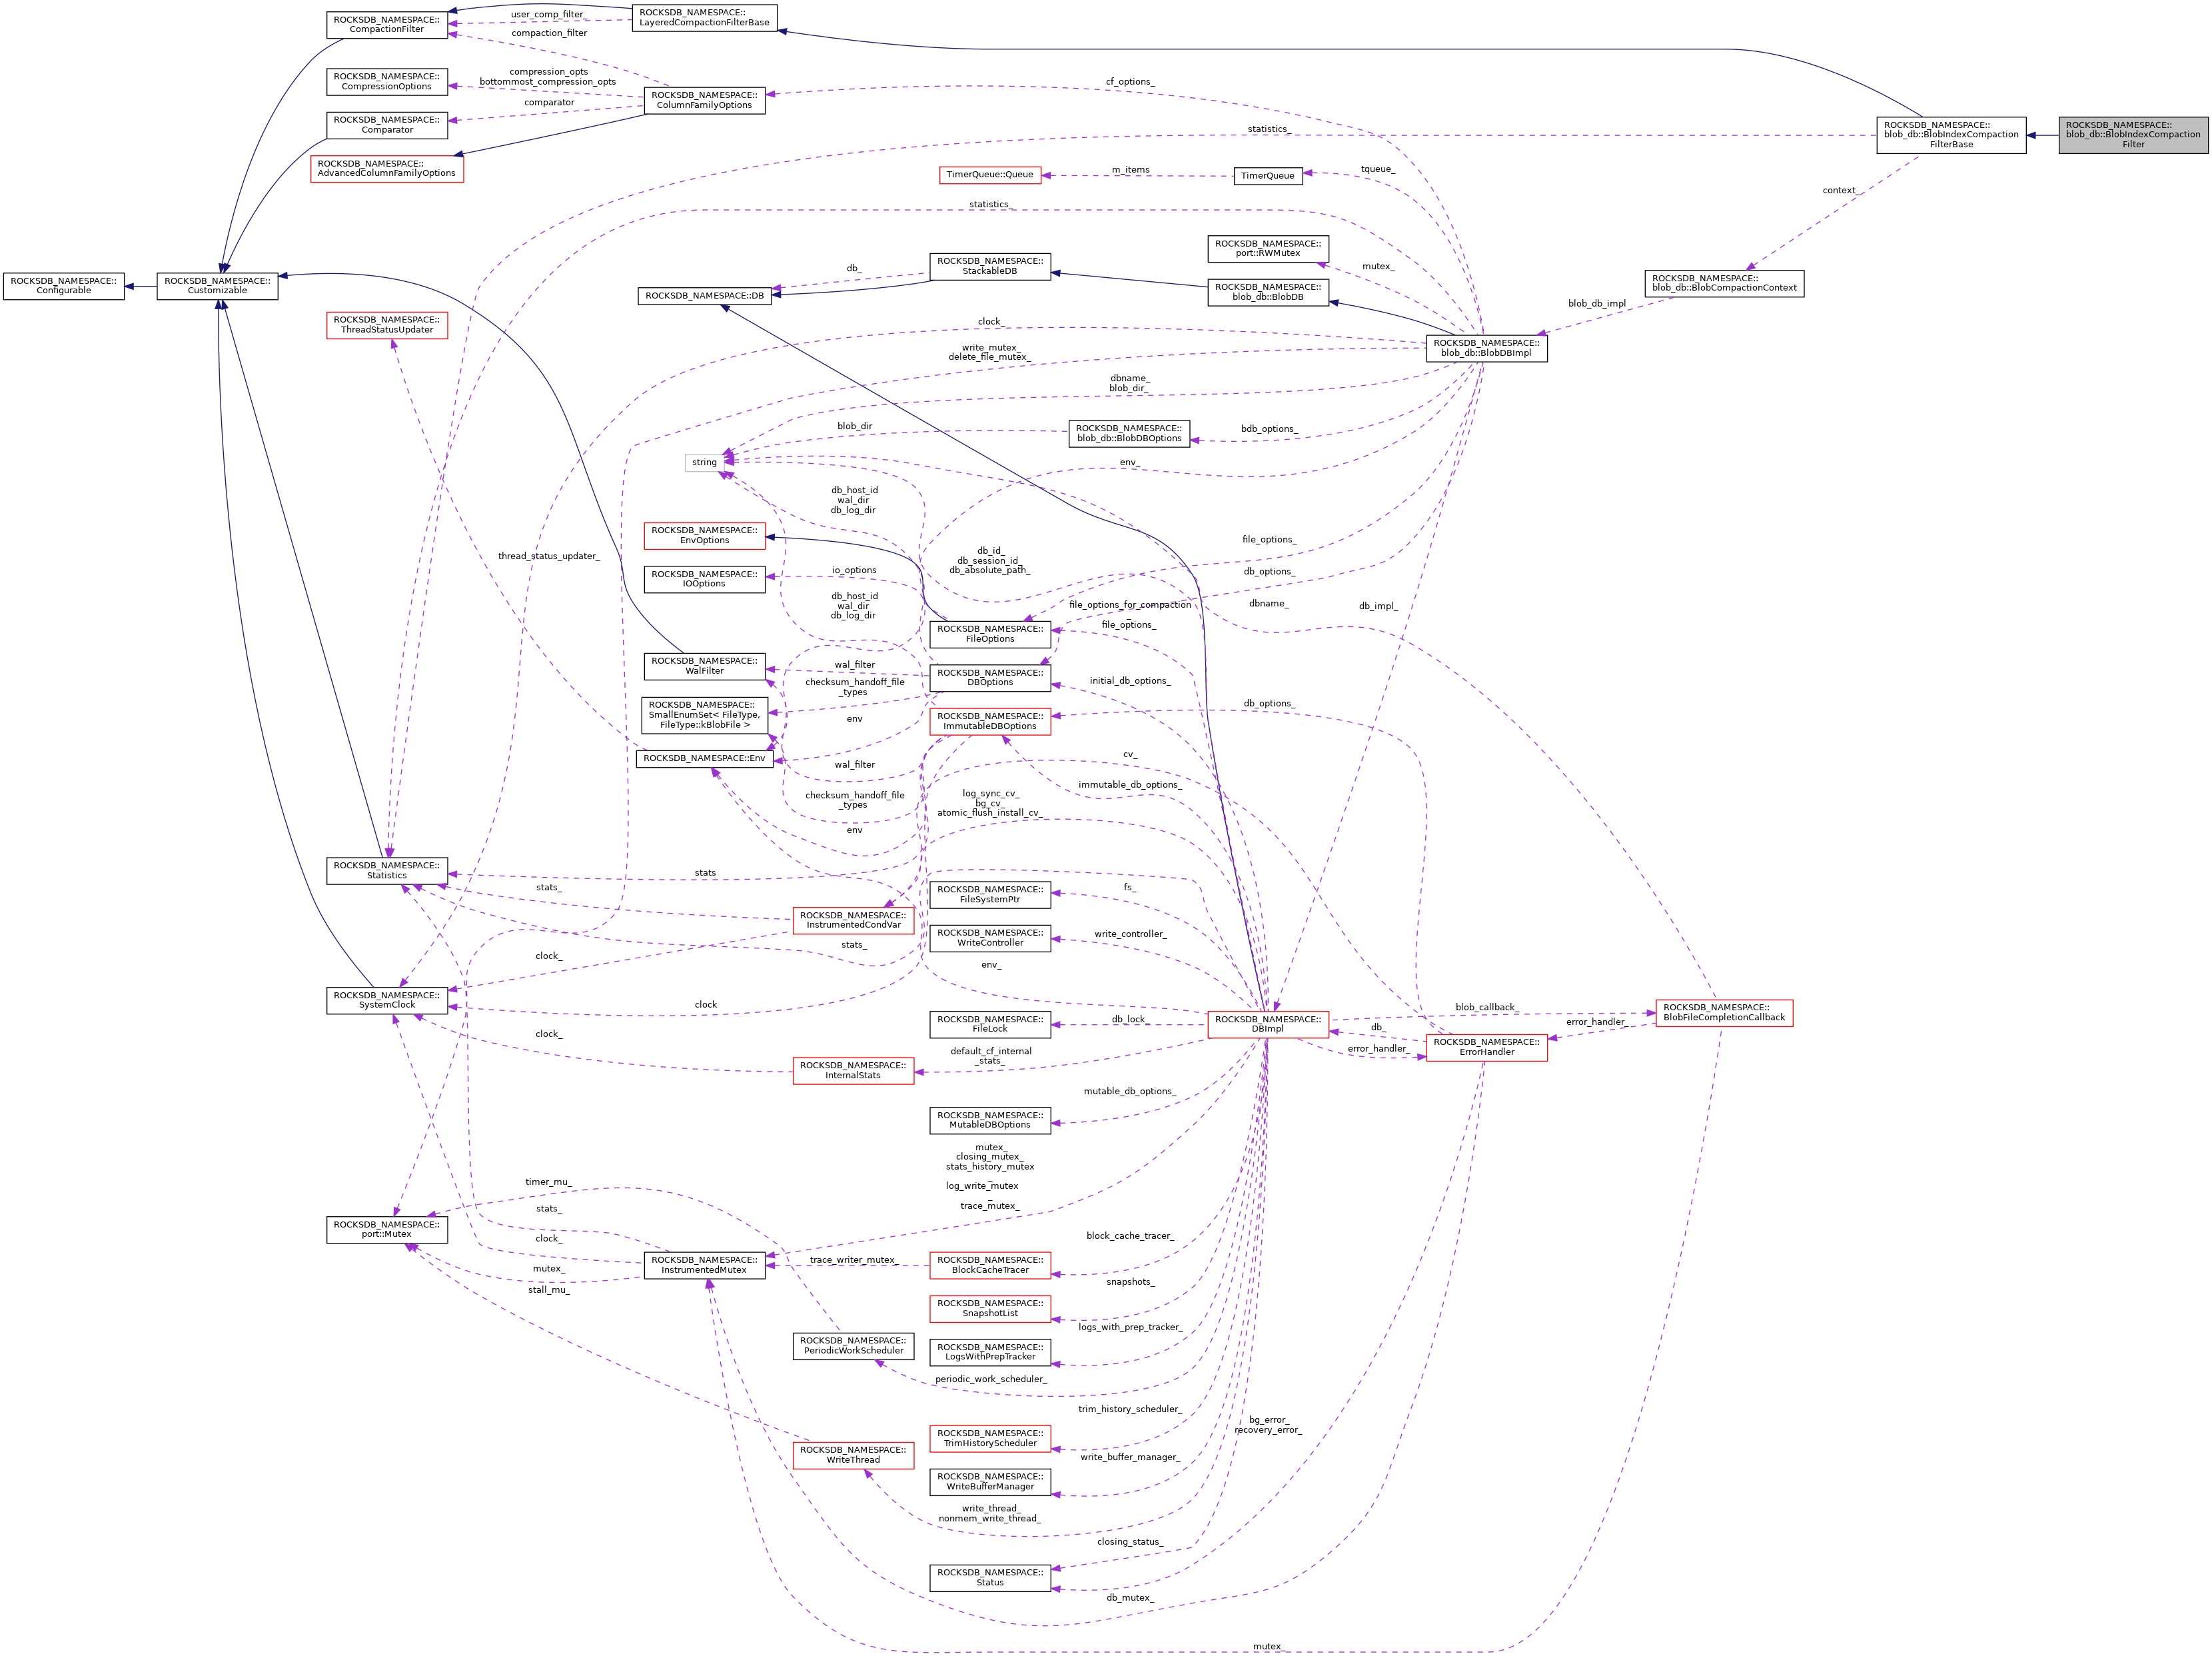 ROCKSDB_NAMESPACE::
CompactionFilter
user_comp_filter_
compaction_filter
ROCKSDB_NAMESPACE::
LayeredCompactionFilterBase
ROCKSDB_NAMESPACE::
CompressionOptions
compression_opts
bottommost_compression_opts
ROCKSDB_NAMESPACE::
ColumnFamilyOptions
cf_options_
comparator
ROCKSDB_NAMESPACE::
Comparator
ROCKSDB_NAMESPACE::
AdvancedColumnFamilyOptions
statistics_
ROCKSDB_NAMESPACE::
blob_db::BlobIndexCompaction
FilterBase
ROCKSDB_NAMESPACE::
blob_db::BlobIndexCompaction
Filter
TimerQueue::Queue
m_items
TimerQueue
tqueue_
context_
statistics_
ROCKSDB_NAMESPACE::
port::RWMutex
mutex_
ROCKSDB_NAMESPACE::
Configurable
ROCKSDB_NAMESPACE::
Customizable
db_
ROCKSDB_NAMESPACE::
StackableDB
ROCKSDB_NAMESPACE::DB
ROCKSDB_NAMESPACE::
blob_db::BlobDB
ROCKSDB_NAMESPACE::
blob_db::BlobCompactionContext
blob_db_impl
ROCKSDB_NAMESPACE::
ThreadStatusUpdater
clock_
ROCKSDB_NAMESPACE::
blob_db::BlobDBImpl
write_mutex_
delete_file_mutex_
dbname_
blob_dir_
blob_dir
ROCKSDB_NAMESPACE::
blob_db::BlobDBOptions
bdb_options_
string
env_
db_host_id
wal_dir
db_log_dir
ROCKSDB_NAMESPACE::
EnvOptions
thread_status_updater_
file_options_
db_id_
db_session_id_
db_absolute_path_
ROCKSDB_NAMESPACE::
IOOptions
io_options
db_options_
db_host_id
wal_dir
db_log_dir
file_options_for_compaction
_
file_options_
dbname_
db_impl_
ROCKSDB_NAMESPACE::
FileOptions
ROCKSDB_NAMESPACE::
WalFilter
wal_filter
ROCKSDB_NAMESPACE::
DBOptions
initial_db_options_
checksum_handoff_file
_types
ROCKSDB_NAMESPACE::
SmallEnumSet< FileType,
FileType::kBlobFile >
env
ROCKSDB_NAMESPACE::
ImmutableDBOptions
db_options_
ROCKSDB_NAMESPACE::Env
wal_filter
cv_
immutable_db_options_
checksum_handoff_file
_types
log_sync_cv_
bg_cv_
atomic_flush_install_cv_
env
ROCKSDB_NAMESPACE::
Statistics
stats
stats_
ROCKSDB_NAMESPACE::
FileSystemPtr
fs_
ROCKSDB_NAMESPACE::
InstrumentedCondVar
ROCKSDB_NAMESPACE::
WriteController
write_controller_
stats_
clock_
env_
ROCKSDB_NAMESPACE::
SystemClock
clock
clock_
ROCKSDB_NAMESPACE::
FileLock
db_lock_
ROCKSDB_NAMESPACE::
DBImpl
blob_callback_
ROCKSDB_NAMESPACE::
BlobFileCompletionCallback
db_
error_handler_
error_handler_
ROCKSDB_NAMESPACE::
ErrorHandler
default_cf_internal
_stats_
ROCKSDB_NAMESPACE::
InternalStats
mutable_db_options_
ROCKSDB_NAMESPACE::
MutableDBOptions
mutex_
closing_mutex_
stats_history_mutex
_
log_write_mutex
_
trace_mutex_
timer_mu_
stats_
ROCKSDB_NAMESPACE::
port::Mutex
clock_
mutex_
stall_mu_
ROCKSDB_NAMESPACE::
InstrumentedMutex
trace_writer_mutex_
ROCKSDB_NAMESPACE::
BlockCacheTracer
block_cache_tracer_
snapshots_
ROCKSDB_NAMESPACE::
SnapshotList
logs_with_prep_tracker_
ROCKSDB_NAMESPACE::
PeriodicWorkScheduler
ROCKSDB_NAMESPACE::
LogsWithPrepTracker
periodic_work_scheduler_
trim_history_scheduler_
ROCKSDB_NAMESPACE::
TrimHistoryScheduler
bg_error_
recovery_error_
ROCKSDB_NAMESPACE::
WriteThread
write_buffer_manager_
ROCKSDB_NAMESPACE::
WriteBufferManager
write_thread_
nonmem_write_thread_
closing_status_
ROCKSDB_NAMESPACE::
Status
db_mutex_
mutex_